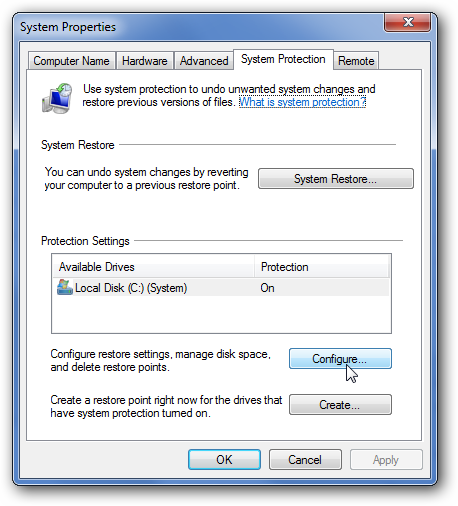 System Properties
Computer Name
Hardware
Advanced
System Protection
Remote
Use system protection to undo unwanted system changes and
restore previous versions of files. What is system protection?
System Restore
You can undo system changes by reverting
your computer to a previous restore point.
System Restore...
Protection Settings
Available Drives
Protection
Local Disk (C:) (System)
On
Configure restore settings, manage disk space,
and delete restore points.
Configure...
Create a restore point right now for the drives that
have system protection turned on.
Create...
OK
Cancel
Apply